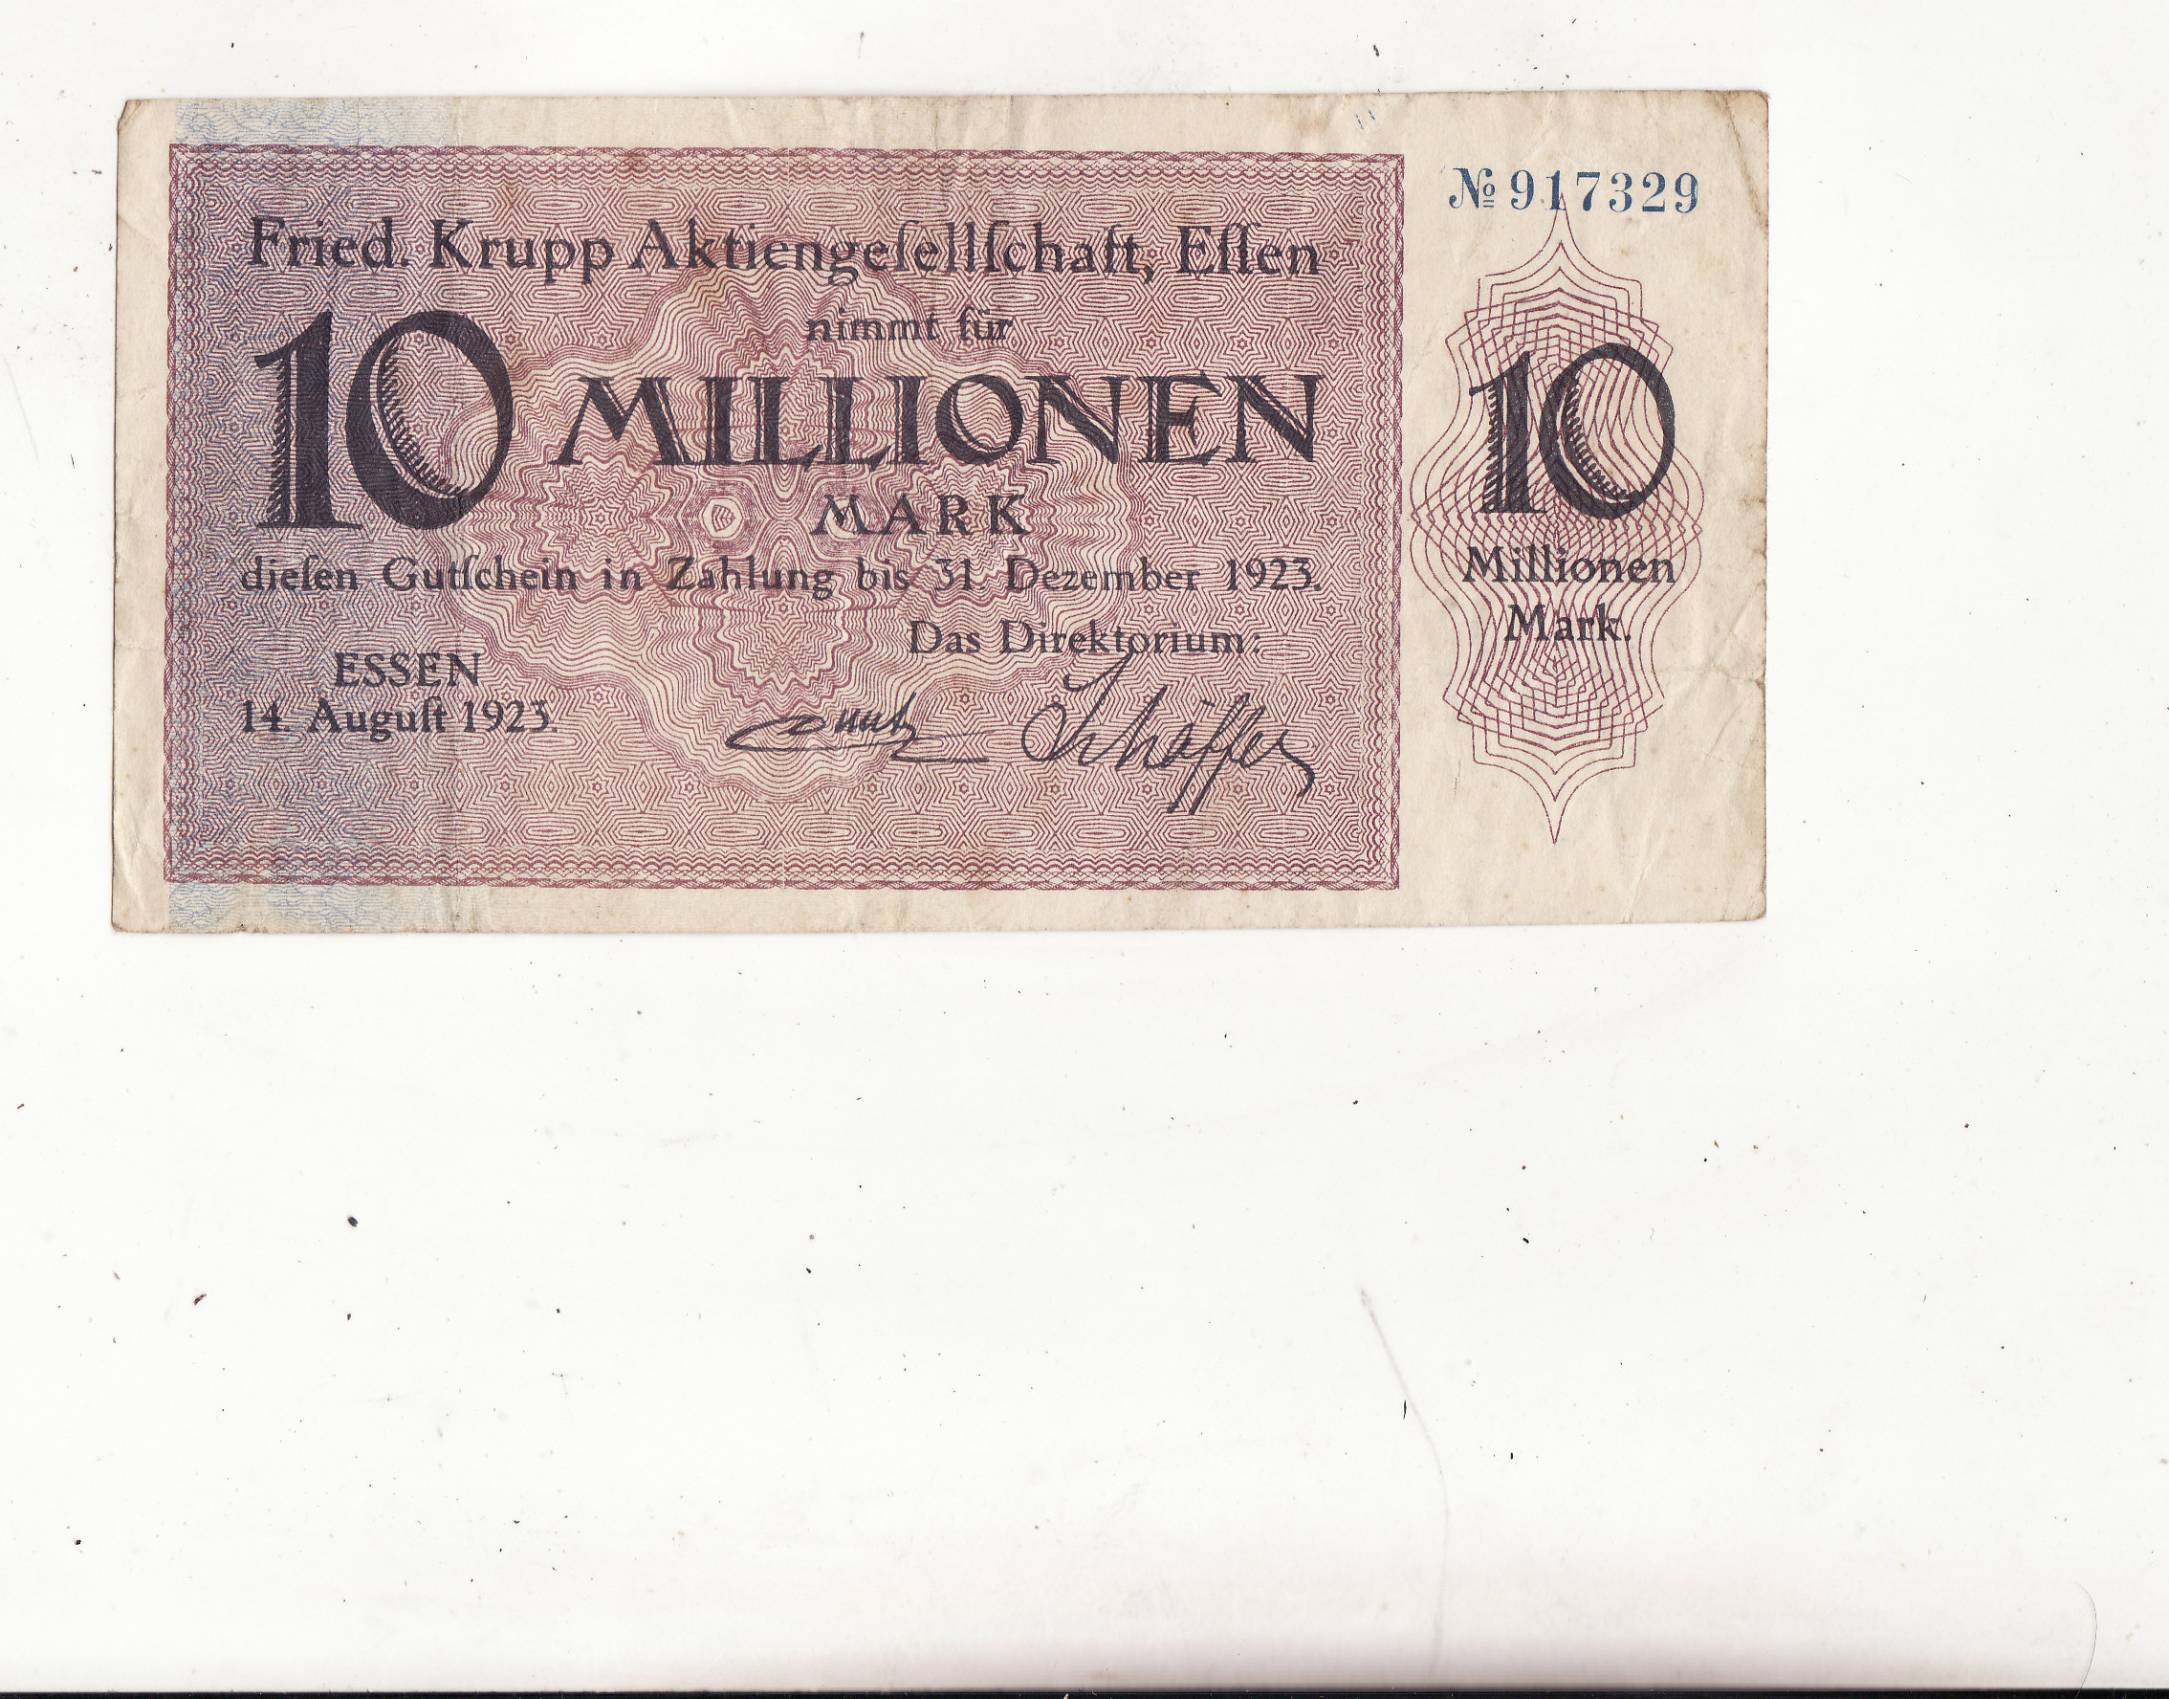 № 917329
Fried. Krupp Aktiengeſellſchaft, Eſſen
nimmt für
10 MILLIONEN
MARK
dieſen Gutſchein in Zahlung bis 31. Dezember 1923.
Das Direktorium:
ESSEN
14. Auguſt 1923.
Schäffer
10
Millionen
Mark.